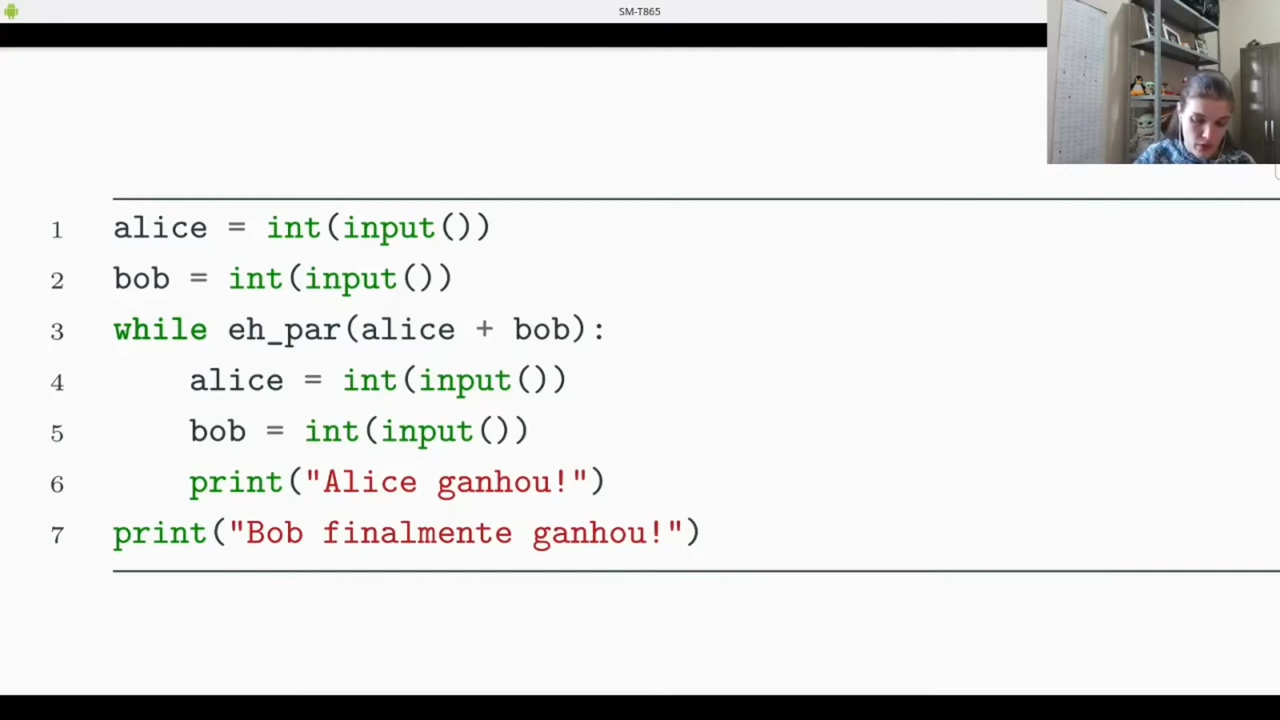 SM-T865
1 alice = int(input())
2 bob = int(input())
3 while eh_par(alice + bob):
4     alice = int(input())
5     bob = int(input())
6     print("Alice ganhou!")
7 print("Bob finalmente ganhou!")